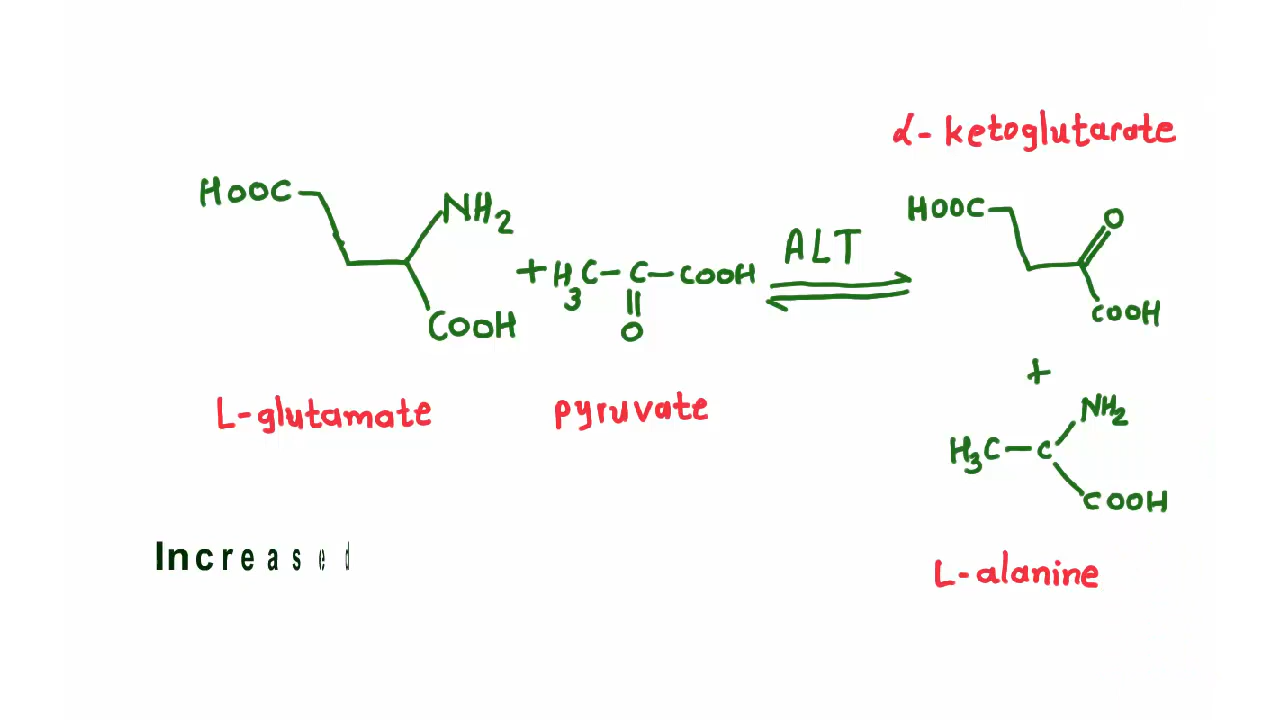 α-ketoglutarate
HOOC
NH2
HOOC
O
ALT
+ H3C-C-COOH
O
COOH
COOH
+
L-glutamate
pyruvate
NH2
H3C-C
COOH
Increased
L-alanine